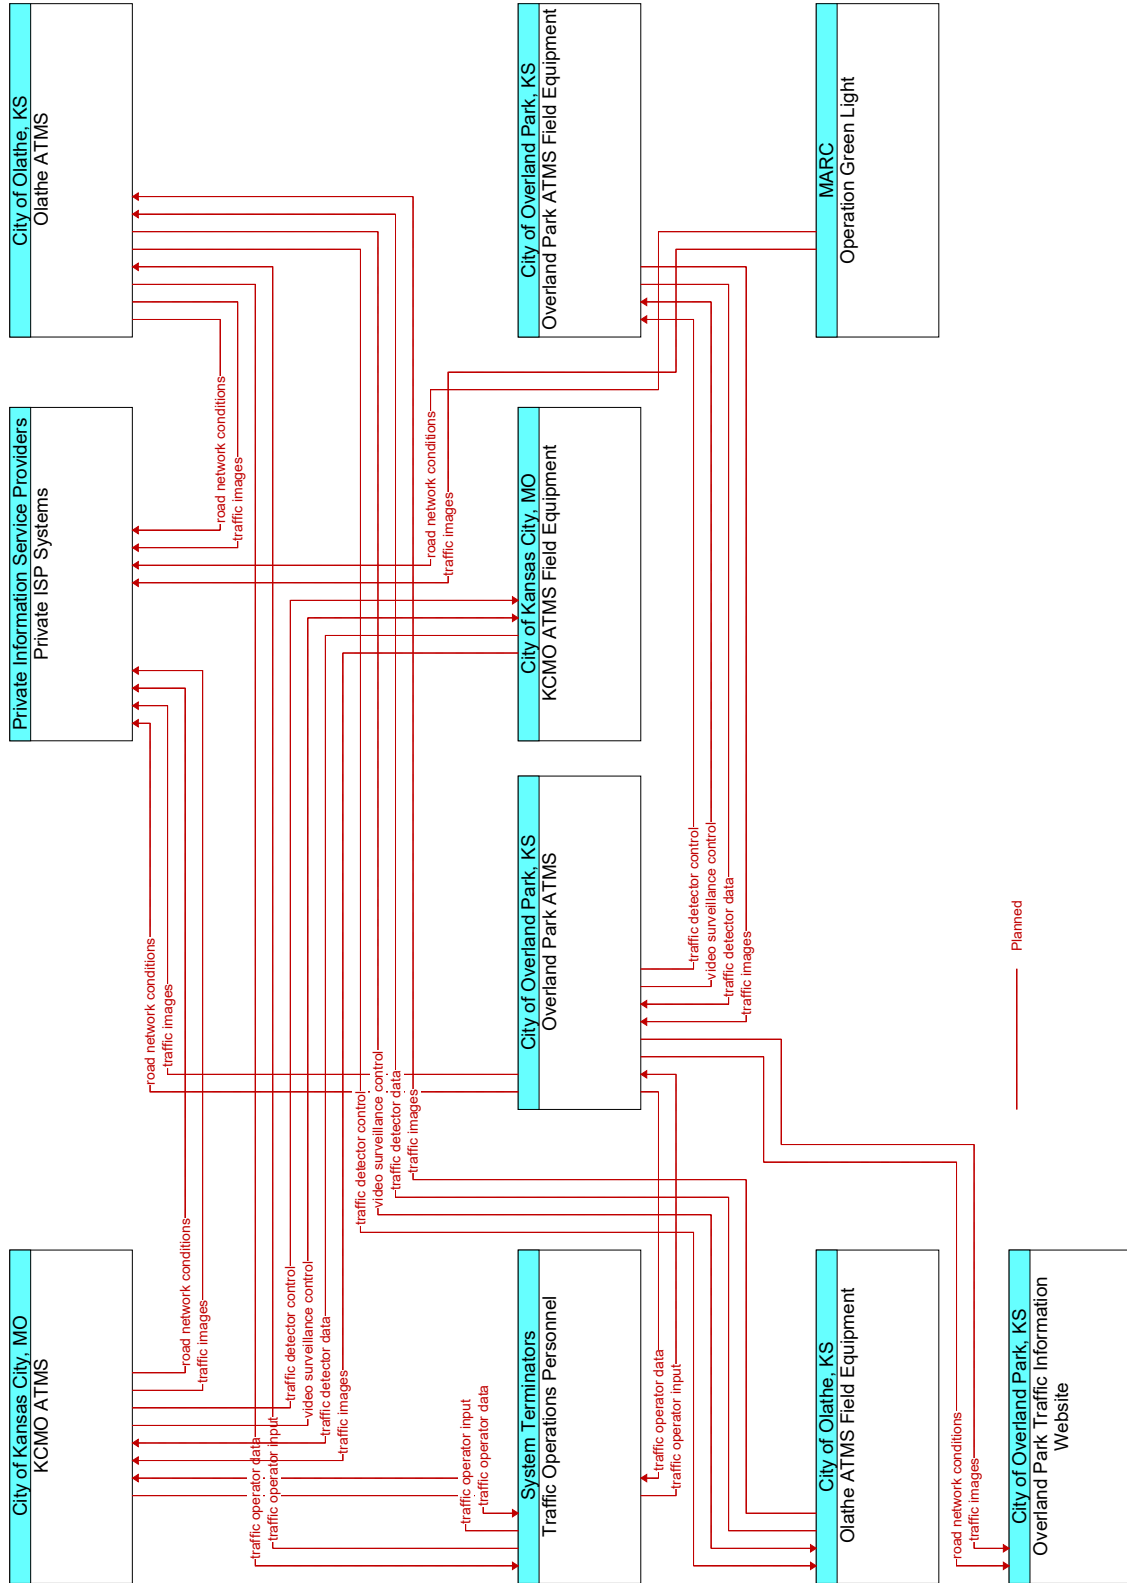 City of Kansas City, MO
KCMO ATMS
Private Information Service Providers
Private ISP Systems
City of Olathe, KS
Olathe ATMS
road network conditions
traffic images
road network conditions
traffic images
road network conditions
traffic images
road network conditions
traffic images
traffic operator data
traffic operator input
traffic detector control
video surveillance control
traffic detector data
traffic images
traffic detector control
video surveillance control
traffic detector data
traffic images
traffic operator input
traffic operator data
System Terminators
Traffic Operations Personnel
City of Overland Park, KS
Overland Park ATMS
City of Kansas City, MO
KCMO ATMS Field Equipment
City of Overland Park, KS
Overland Park ATMS Field Equipment
traffic operator data
traffic operator input
traffic detector control
video surveillance control
traffic detector data
traffic images
City of Olathe, KS
Olathe ATMS Field Equipment
MARC
Operation Green Light
road network conditions
traffic images
City of Overland Park, KS
Overland Park Traffic Information
Website
Planned